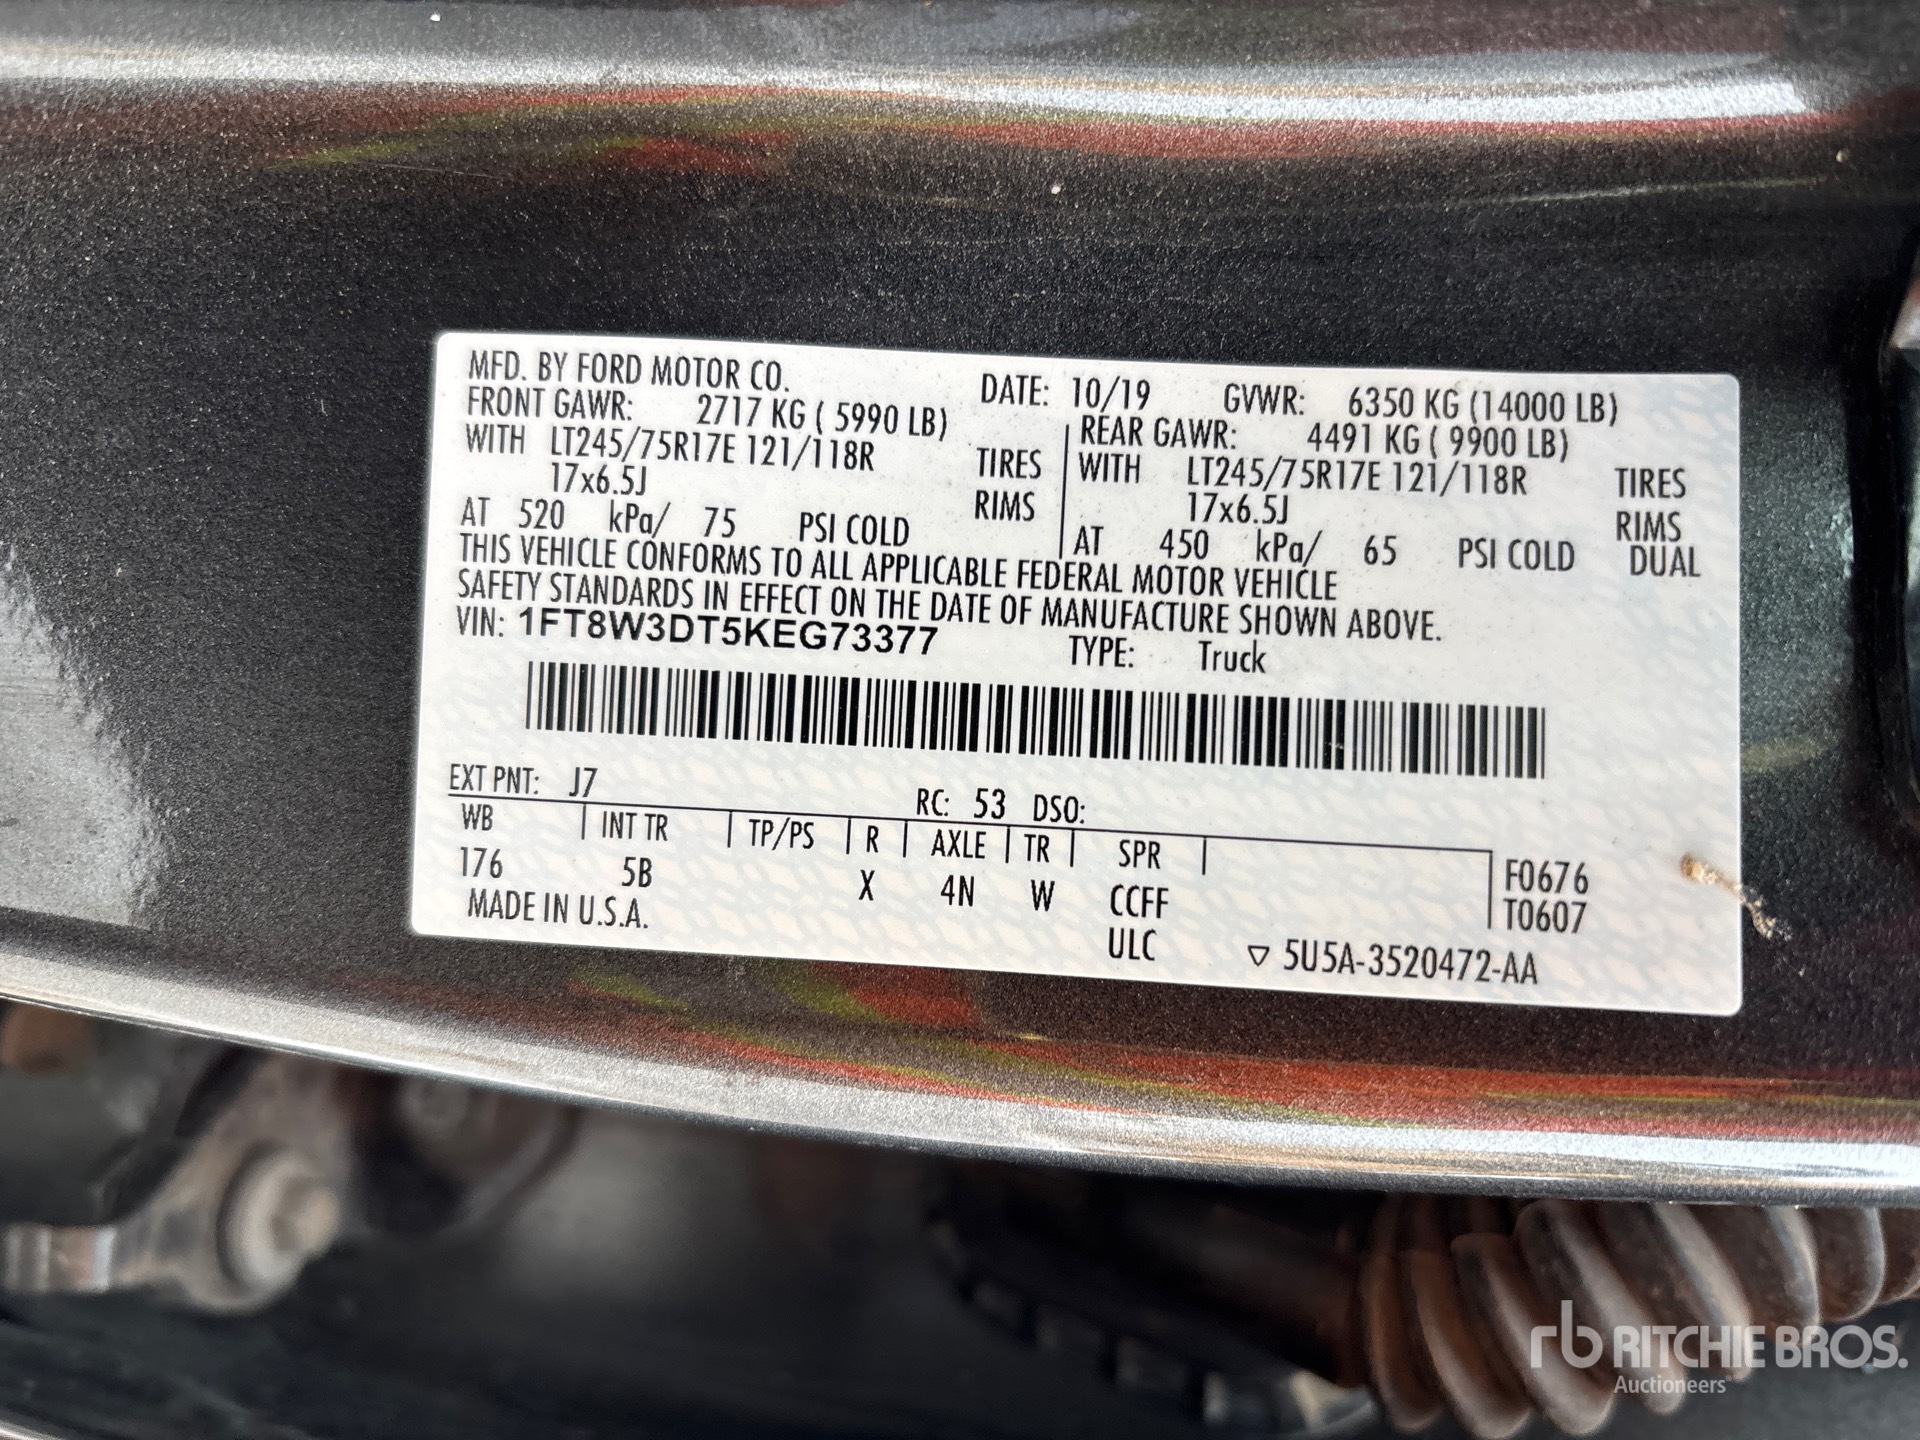 MFD. BY FORD MOTOR CO. DATE: 10/19 GVWR: 6350 KG (14000 LB)
FRONT GAWR: 2717 KG ( 5990 LB) REAR GAWR: 4491 KG ( 9900 LB)
WITH LT245/75R17E 121/118R TIRES WITH LT245/75R17E 121/118R TIRES
17x6.5J RIMS 17x6.5J RIMS
AT 520 kPa/ 75 PSI COLD AT 450 kPa/ 65 PSI COLD DUAL
THIS VEHICLE CONFORMS TO ALL APPLICABLE FEDERAL MOTOR VEHICLE
SAFETY STANDARDS IN EFFECT ON THE DATE OF MANUFACTURE SHOWN ABOVE.
VIN: 1FT8W3DT5KEG73377 TYPE: Truck
EXT PNT: J7 RC: 53 DSO:
WB INT TR TP/PS R AXLE TR SPR
176 5B X 4N W CCFF F0676
MADE IN U.S.A. ULC T0607
▽ 5U5A-3520472-AA
rb RITCHIE BROS.
Auctioneers